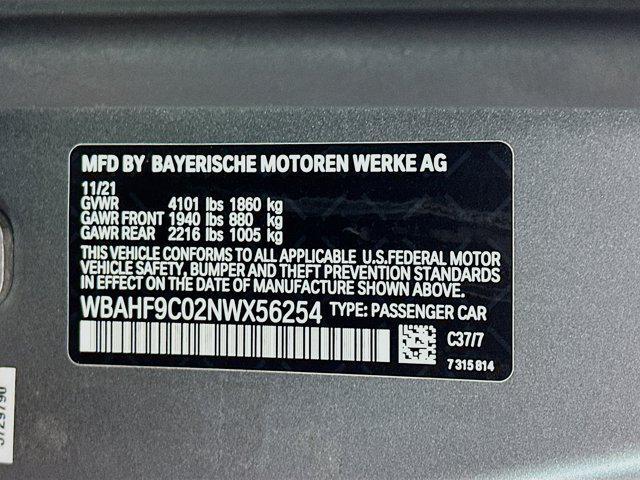 MFD BY BAYERISCHE MOTOREN WERKE AG
11/21
GVWR 4101 lbs 1860 kg
GAWR FRONT 1940 lbs 880 kg
GAWR REAR 2216 lbs 1005 kg
THIS VEHICLE CONFORMS TO ALL APPLICABLE U.S.FEDERAL MOTOR
VEHICLE SAFETY, BUMPER AND THEFT PREVENTION STANDARDS
IN EFFECT ON THE DATE OF MANUFACTURE SHOWN ABOVE.
WBAHF9C02NWX56254 TYPE: PASSENGER CAR
C37/7
7 315 814